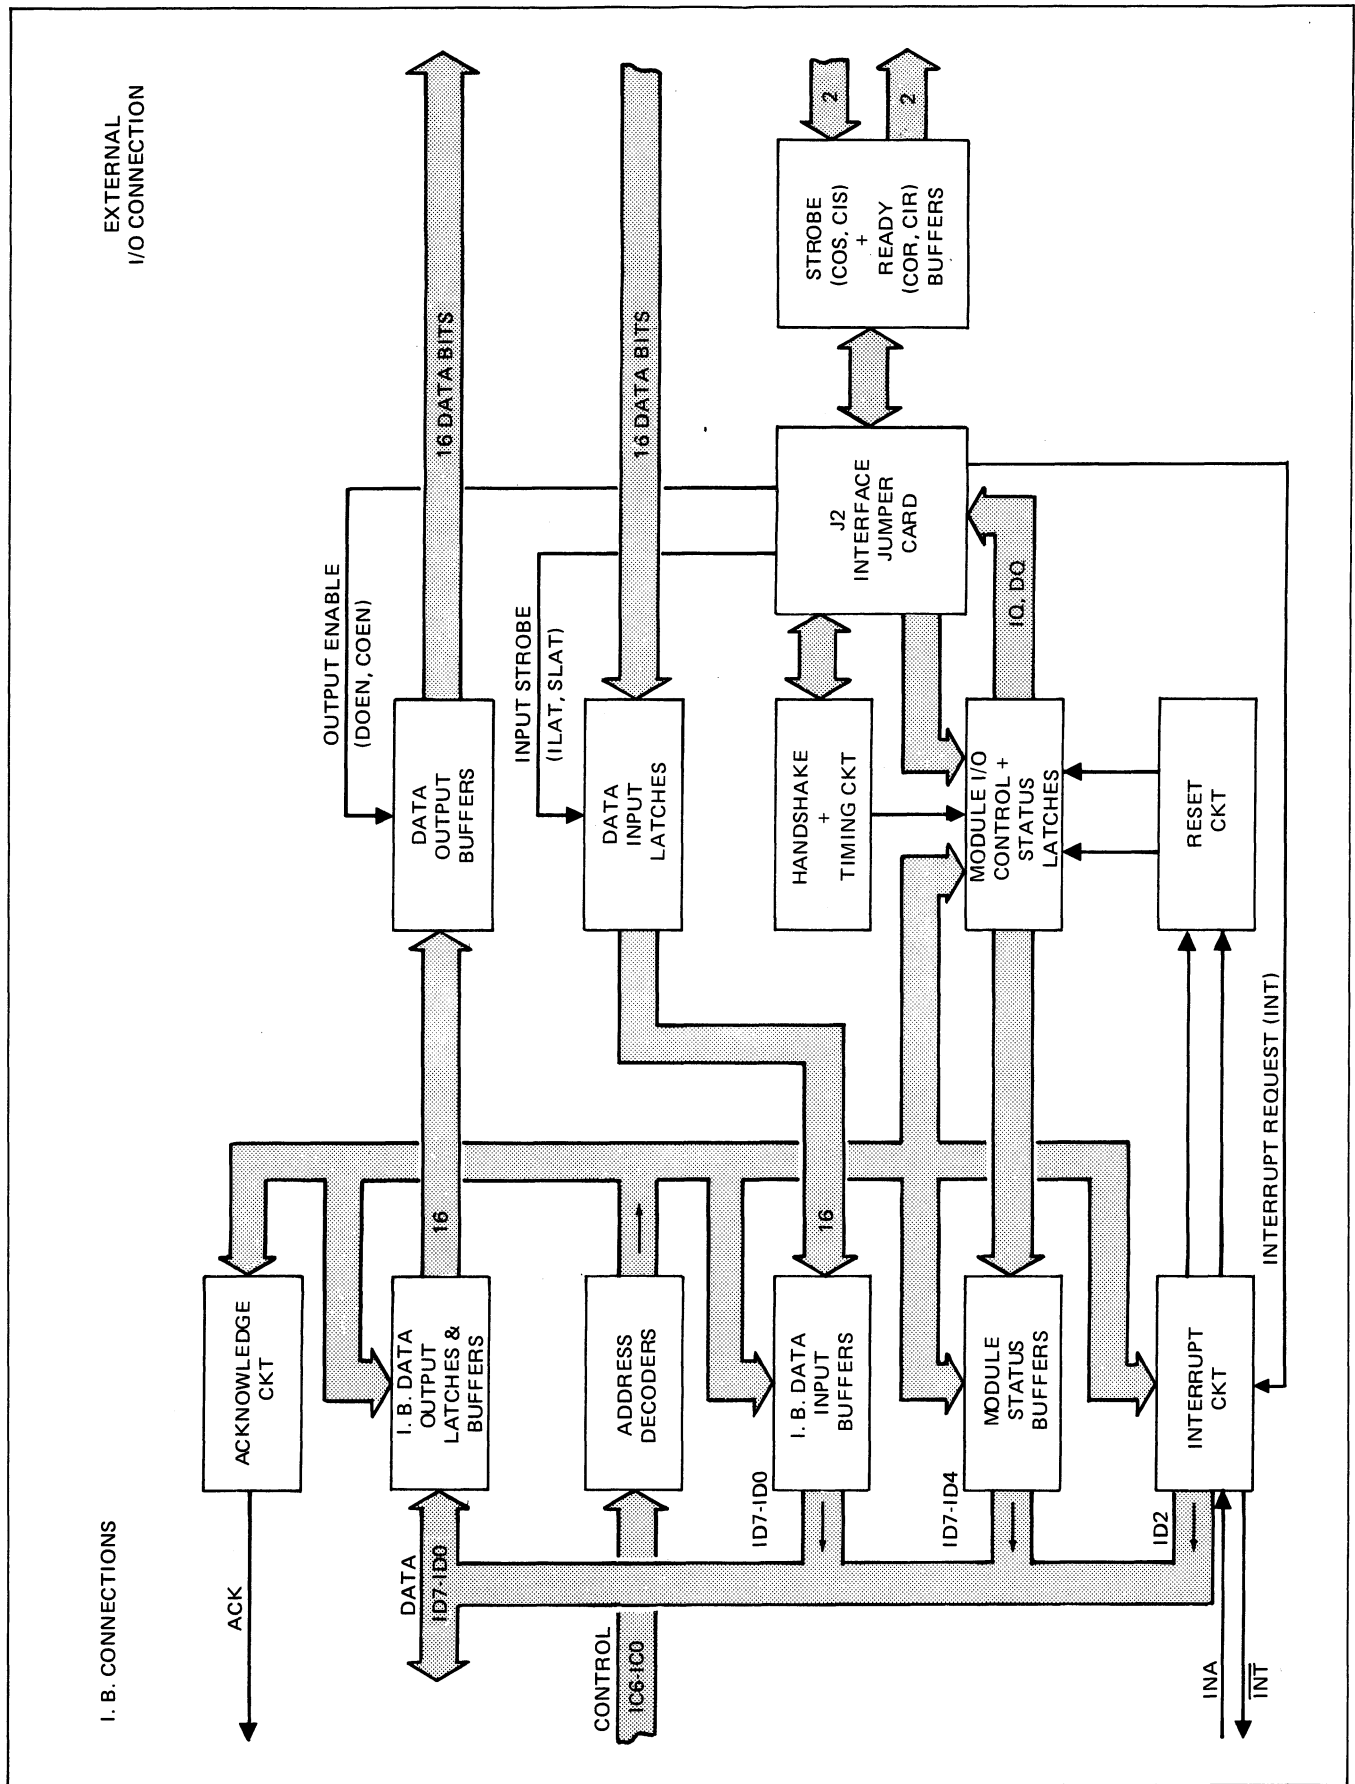 I. B. CONNECTIONS
EXTERNAL
I/O CONNECTION
ACK
ACKNOWLEDGE
CKT
DATA
ID7-ID0
I. B. DATA
OUTPUT
LATCHES &
BUFFERS
16
DATA
OUTPUT
BUFFERS
OUTPUT ENABLE
(DOEN, COEN)
16 DATA BITS
CONTROL
IC6-IC0
ADDRESS
DECODERS
DATA
INPUT
LATCHES
INPUT STROBE
(ILAT, SLAT)
16 DATA BITS
ID7-ID0
I. B. DATA
INPUT
BUFFERS
16
HANDSHAKE
+
TIMING CKT
J2
INTERFACE
JUMPER
CARD
STROBE
(COS, CIS)
+
READY
(COR, CIR)
BUFFERS
2
2
ID7-ID4
MODULE
STATUS
BUFFERS
MODULE I/O
CONTROL +
STATUS
LATCHES
IQ, DQ
INA
INT
ID2
INTERRUPT
CKT
RESET
CKT
INTERRUPT REQUEST (INT)